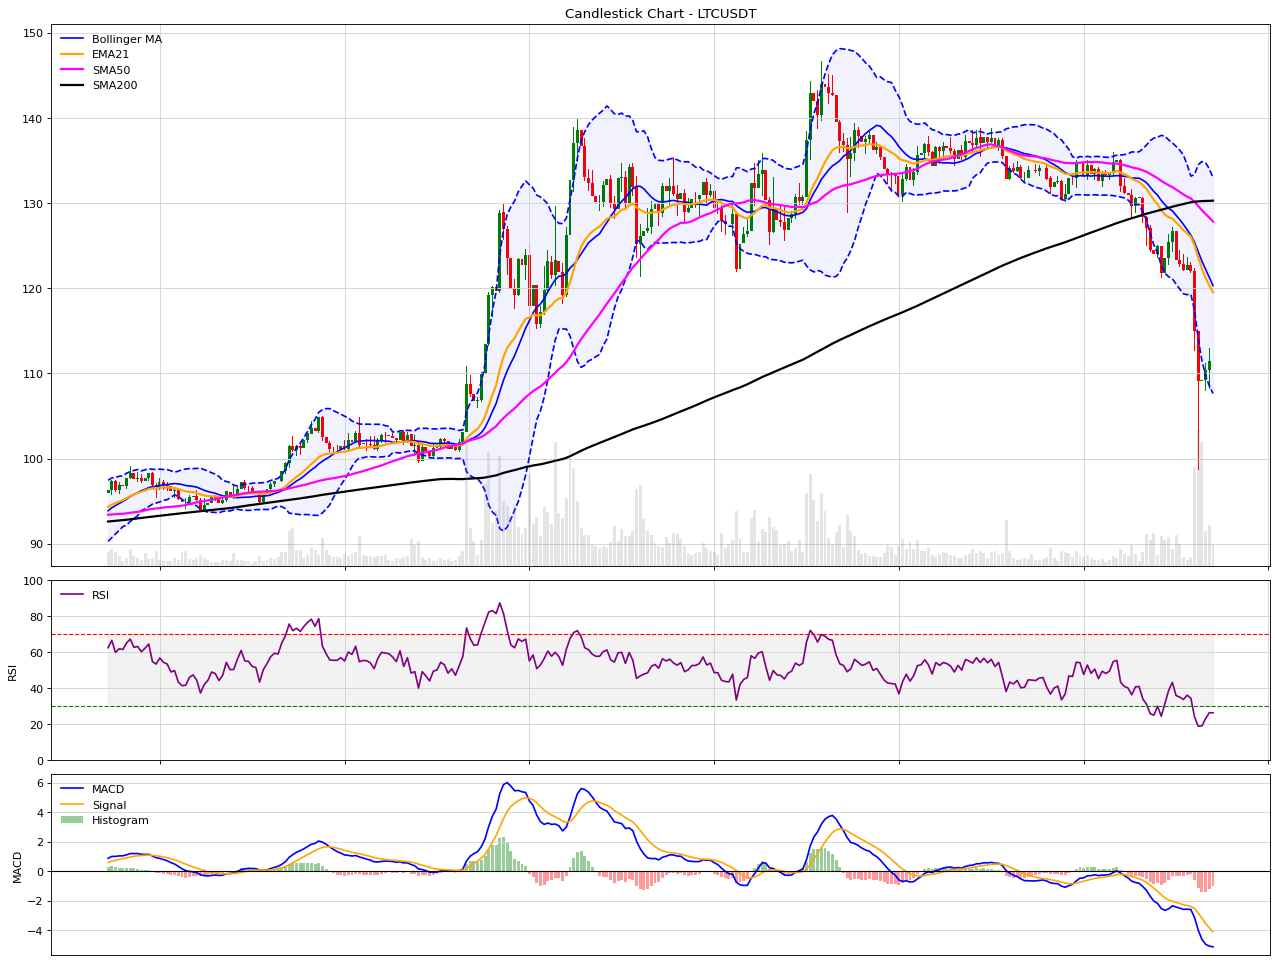 Candlestick Chart - LTCUSDT
Bollinger MA
EMA21
SMA50
SMA200
150
140
130
120
110
100
90
RSI
100
80
60
40
20
0
RSI
MACD
Signal
Histogram
6
4
2
0
−2
−4
MACD